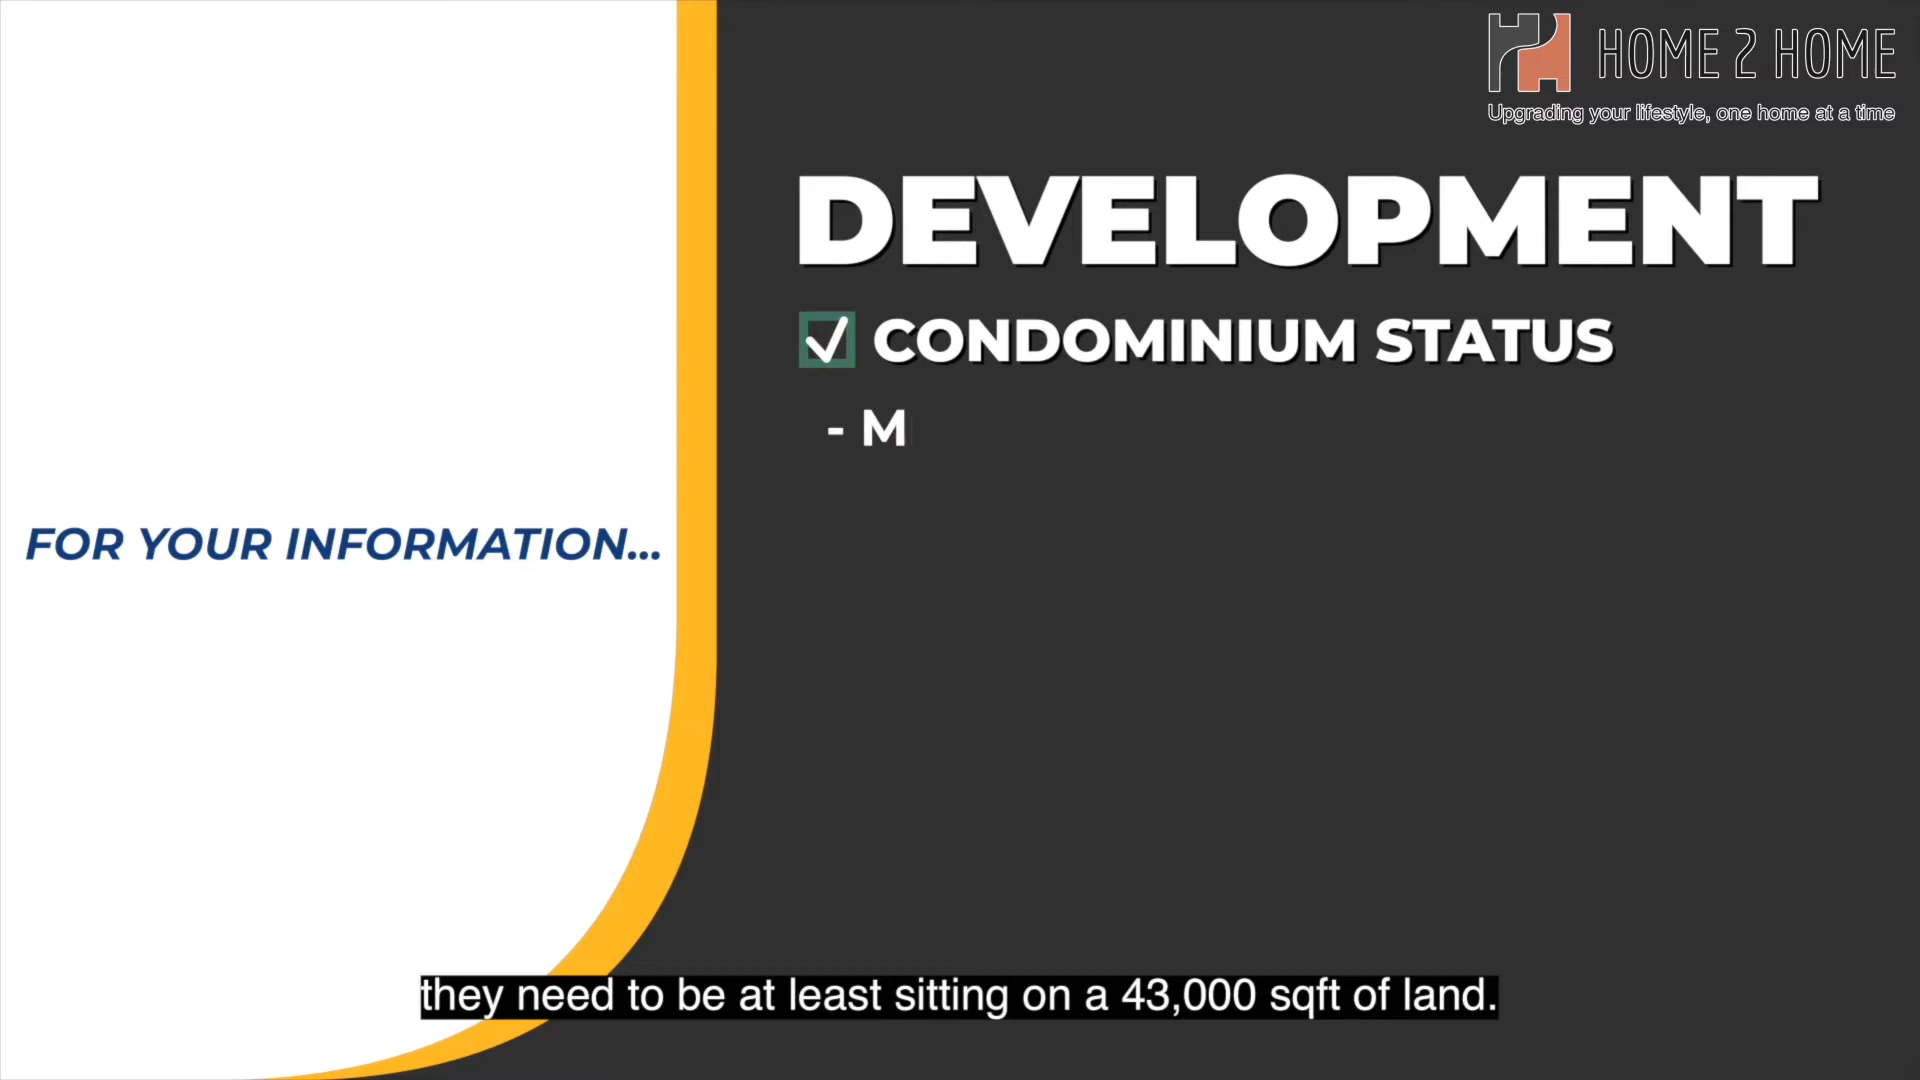 HOME 2 HOME
Upgrading your lifestyle, one home at a time
DEVELOPMENT
CONDOMINIUM STATUS
- M
FOR YOUR INFORMATION...
they need to be at least sitting on a 43,000 sqft of land.